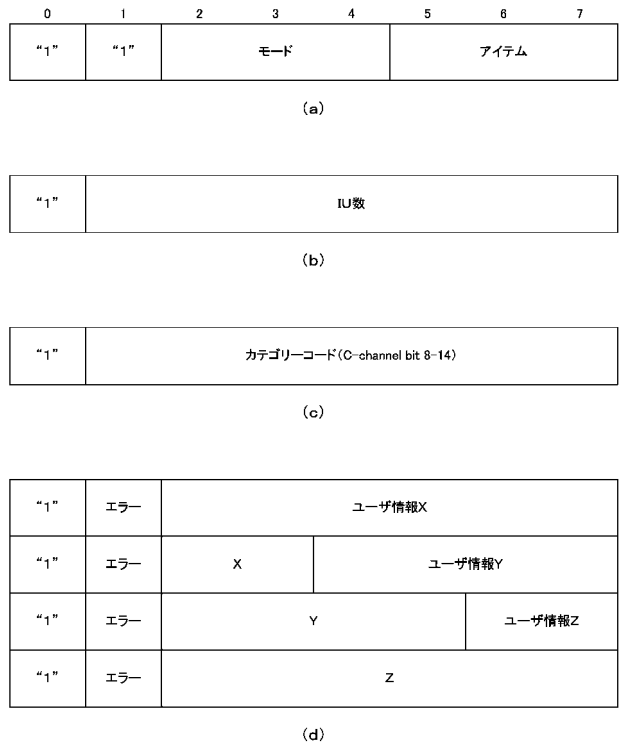 0 1 2 3 4 5 6 7
“1” “1” モード アイテム
(a)
“1” IU数
(b)
“1” カテゴリーコード(C-channel bit 8-14)
(c)
“1” エラー ユーザ情報X
“1” エラー X ユーザ情報Y
“1” エラー Y ユーザ情報Z
“1” エラー Z
(d)